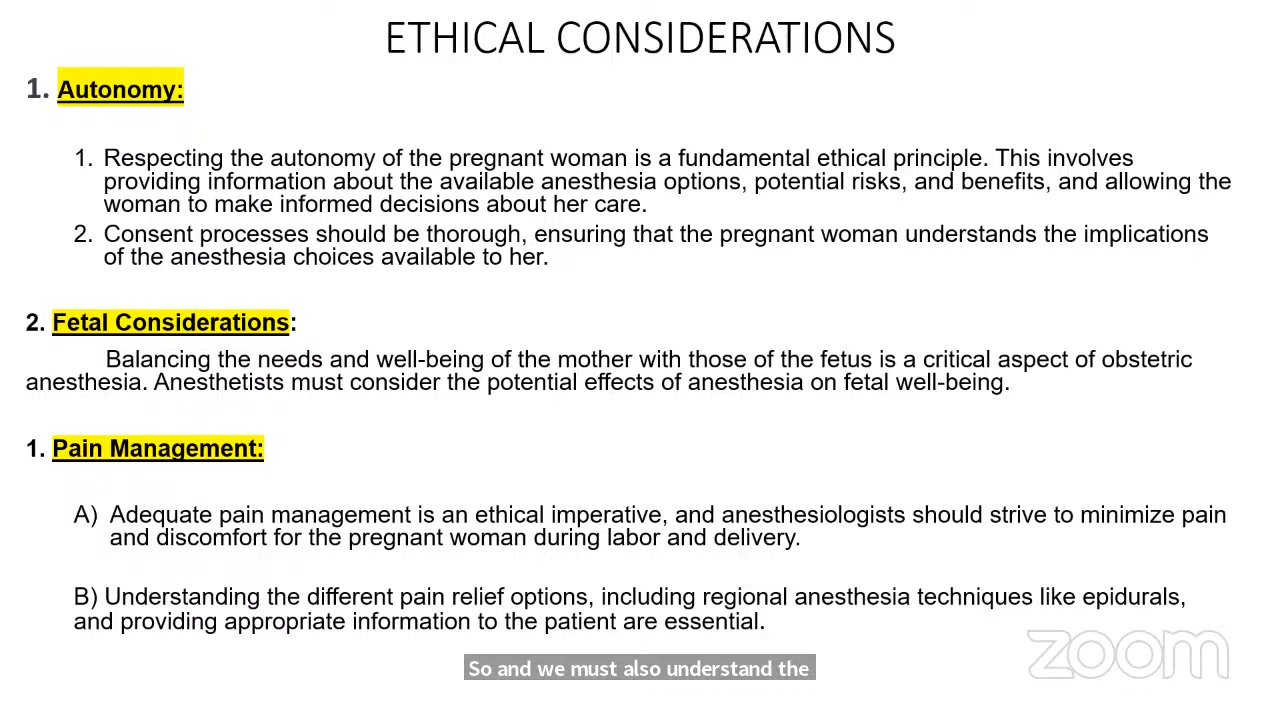 ETHICAL CONSIDERATIONS
1. Autonomy:
1. Respecting the autonomy of the pregnant woman is a fundamental ethical principle. This involves
providing information about the available anesthesia options, potential risks, and benefits, and allowing the
woman to make informed decisions about her care.
2. Consent processes should be thorough, ensuring that the pregnant woman understands the implications
of the anesthesia choices available to her.
2. Fetal Considerations:
Balancing the needs and well-being of the mother with those of the fetus is a critical aspect of obstetric
anesthesia. Anesthetists must consider the potential effects of anesthesia on fetal well-being.
1. Pain Management:
A) Adequate pain management is an ethical imperative, and anesthesiologists should strive to minimize pain
and discomfort for the pregnant woman during labor and delivery.
B) Understanding the different pain relief options, including regional anesthesia techniques like epidurals,
and providing appropriate information to the patient are essential.
zoom
So and we must also understand the